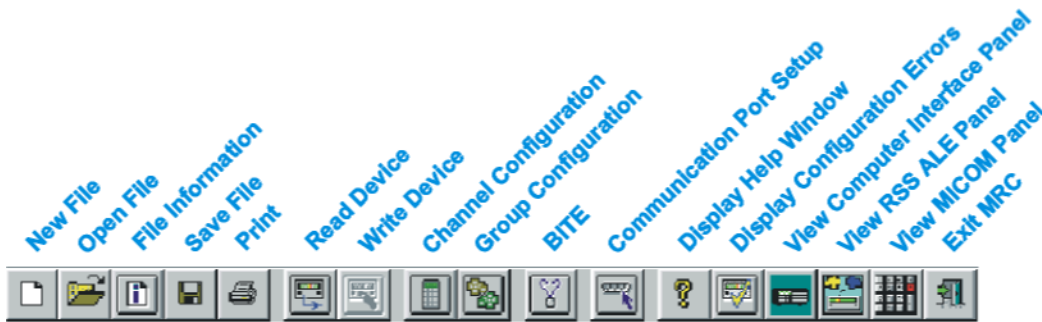 New File
Open File
File Information
Save File
Print
Read Device
Write Device
Channel Configuration
Group Configuration
BITE
Communication Port Setup
Display Help Window
Display Configuration Errors
View Computer Interface Panel
View RSS ALE Panel
View MICOM Panel
Exit MRC